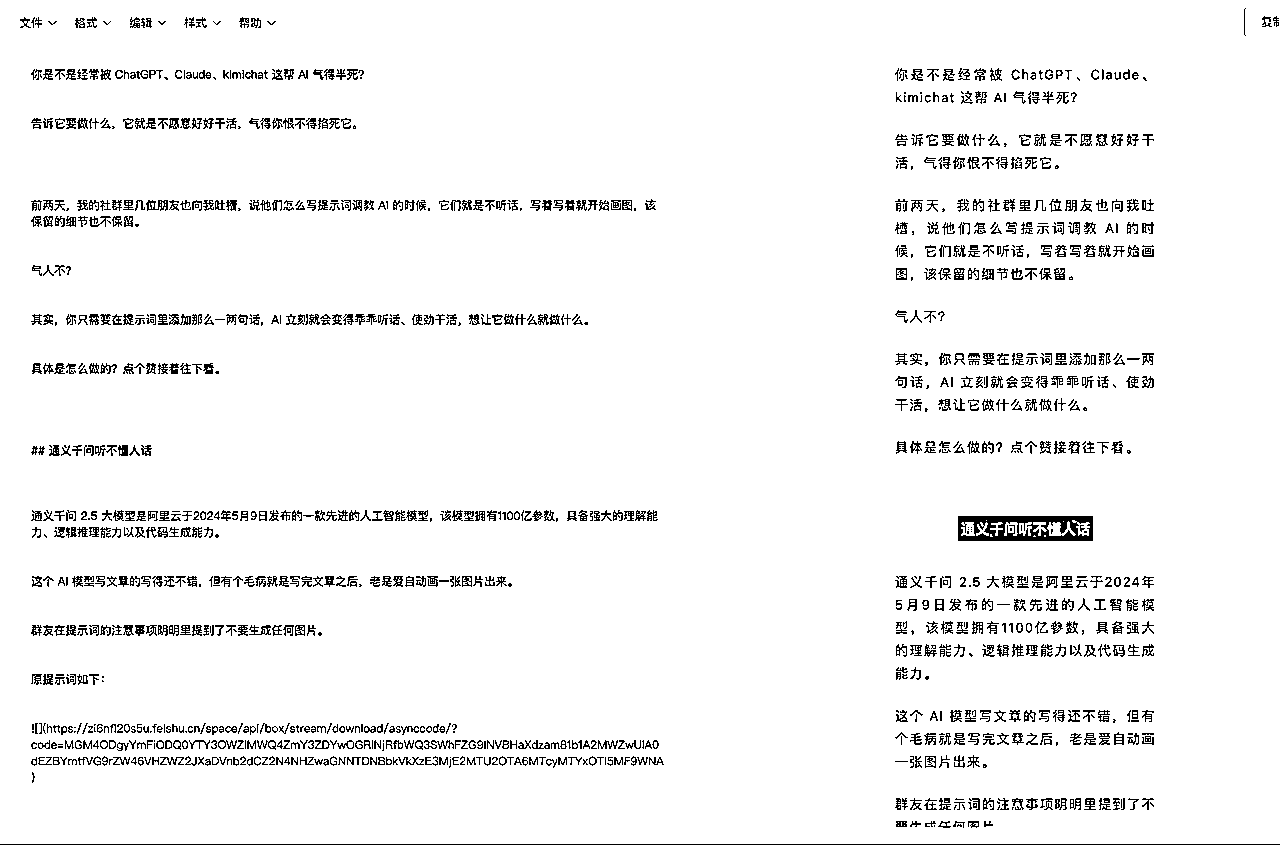 文件 格式 编辑 样式 帮助
复制
你是不是经常被 ChatGPT、Claude、kimichat 这帮 AI 气得半死?
告诉它要做什么，它就是不愿意好好干活，气得你恨不得掐死它。
前两天，我的社群里几位朋友也向我吐槽，说他们怎么写提示词调教 AI 的时候，它们就是不听话，写着写着就开始画图，该
保留的细节也不保留。
气人不?
其实，你只需要在提示词里添加那么一两句话，AI 立刻就会变得乖乖听话、使劲干活，想让它做什么就做什么。
具体是怎么做的? 点个赞接着往下看。
## 通义千问听不懂人话
通义千问 2.5 大模型是阿里云于2024年5月9日发布的一款先进的人工智能模型，该模型拥有1100亿参数，具备强大的理解能
力、逻辑推理能力以及代码生成能力。
这个 AI 模型写文章的写得还不错，但有个毛病就是写完文章之后，老是爱自动画一张图片出来。
群友在提示词的注意事项明明里提到了不要生成任何图片。
原提示词如下：
![](https://zi6nfl20s5u.feishu.cn/space/api/box/stream/download/asynccode/?
)
你是不是经常被 ChatGPT、Claude、
kimichat 这帮 AI 气得半死?
告诉它要做什么，它就是不愿意好好干
活，气得你恨不得掐死它。
前两天，我的社群里几位朋友也向我吐
槽，说他们怎么写提示词调教 AI 的时
候，它们就是不听话，写着写着就开始画
图，该保留的细节也不保留。
气人不?
其实，你只需要在提示词里添加那么一两
句话，AI 立刻就会变得乖乖听话、使劲
干活，想让它做什么就做什么。
具体是怎么做的? 点个赞接着往下看。
通义千问听不懂人话
通义千问 2.5 大模型是阿里云于2024年
5月9日发布的一款先进的人工智能模
型，该模型拥有1100亿参数，具备强大
的理解能力、逻辑推理能力以及代码生成
能力。
这个 AI 模型写文章的写得还不错，但有
个毛病就是写完文章之后，老是爱自动画
一张图片出来。
群友在提示词的注意事项明明里提到了不
要生成任何图片